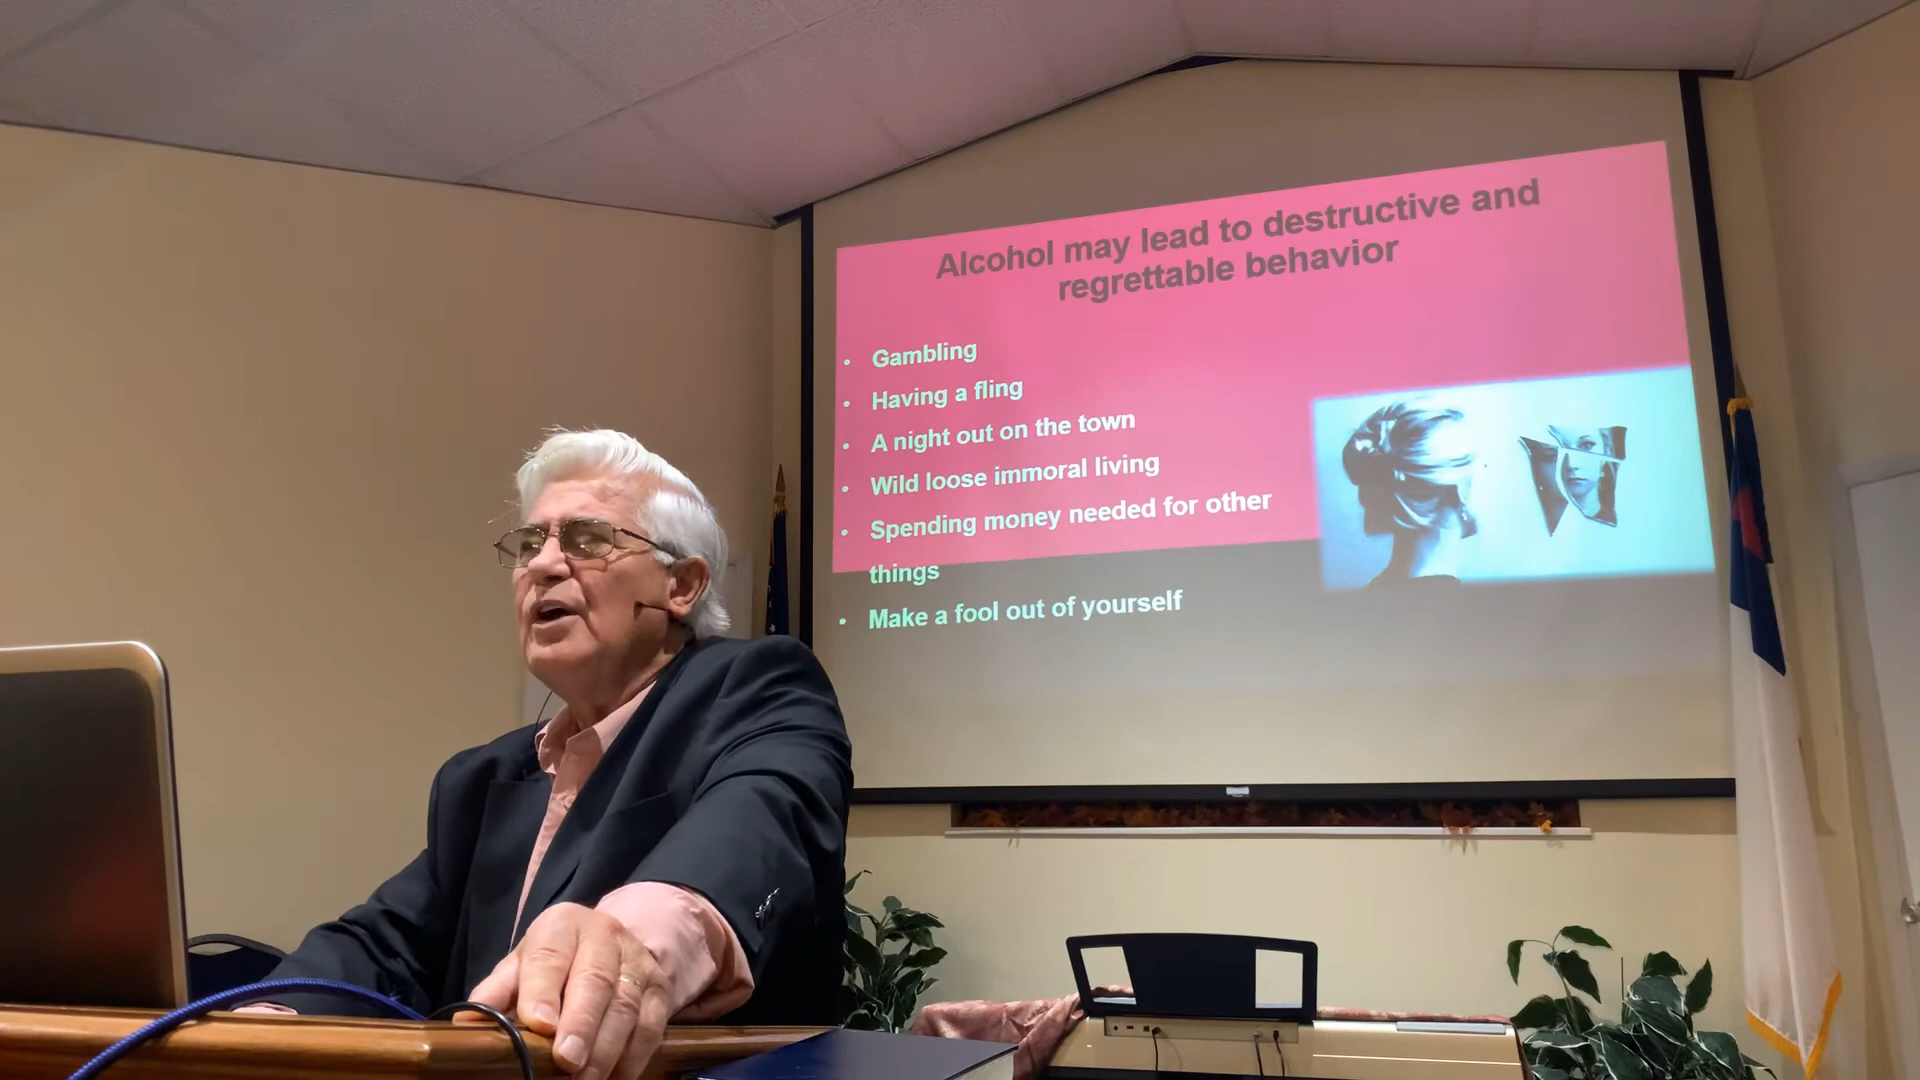 Alcohol may lead to destructive and
regrettable behavior
• Gambling
• Having a fling
• A night out on the town
• Wild loose immoral living
• Spending money needed for other
things
• Make a fool out of yourself